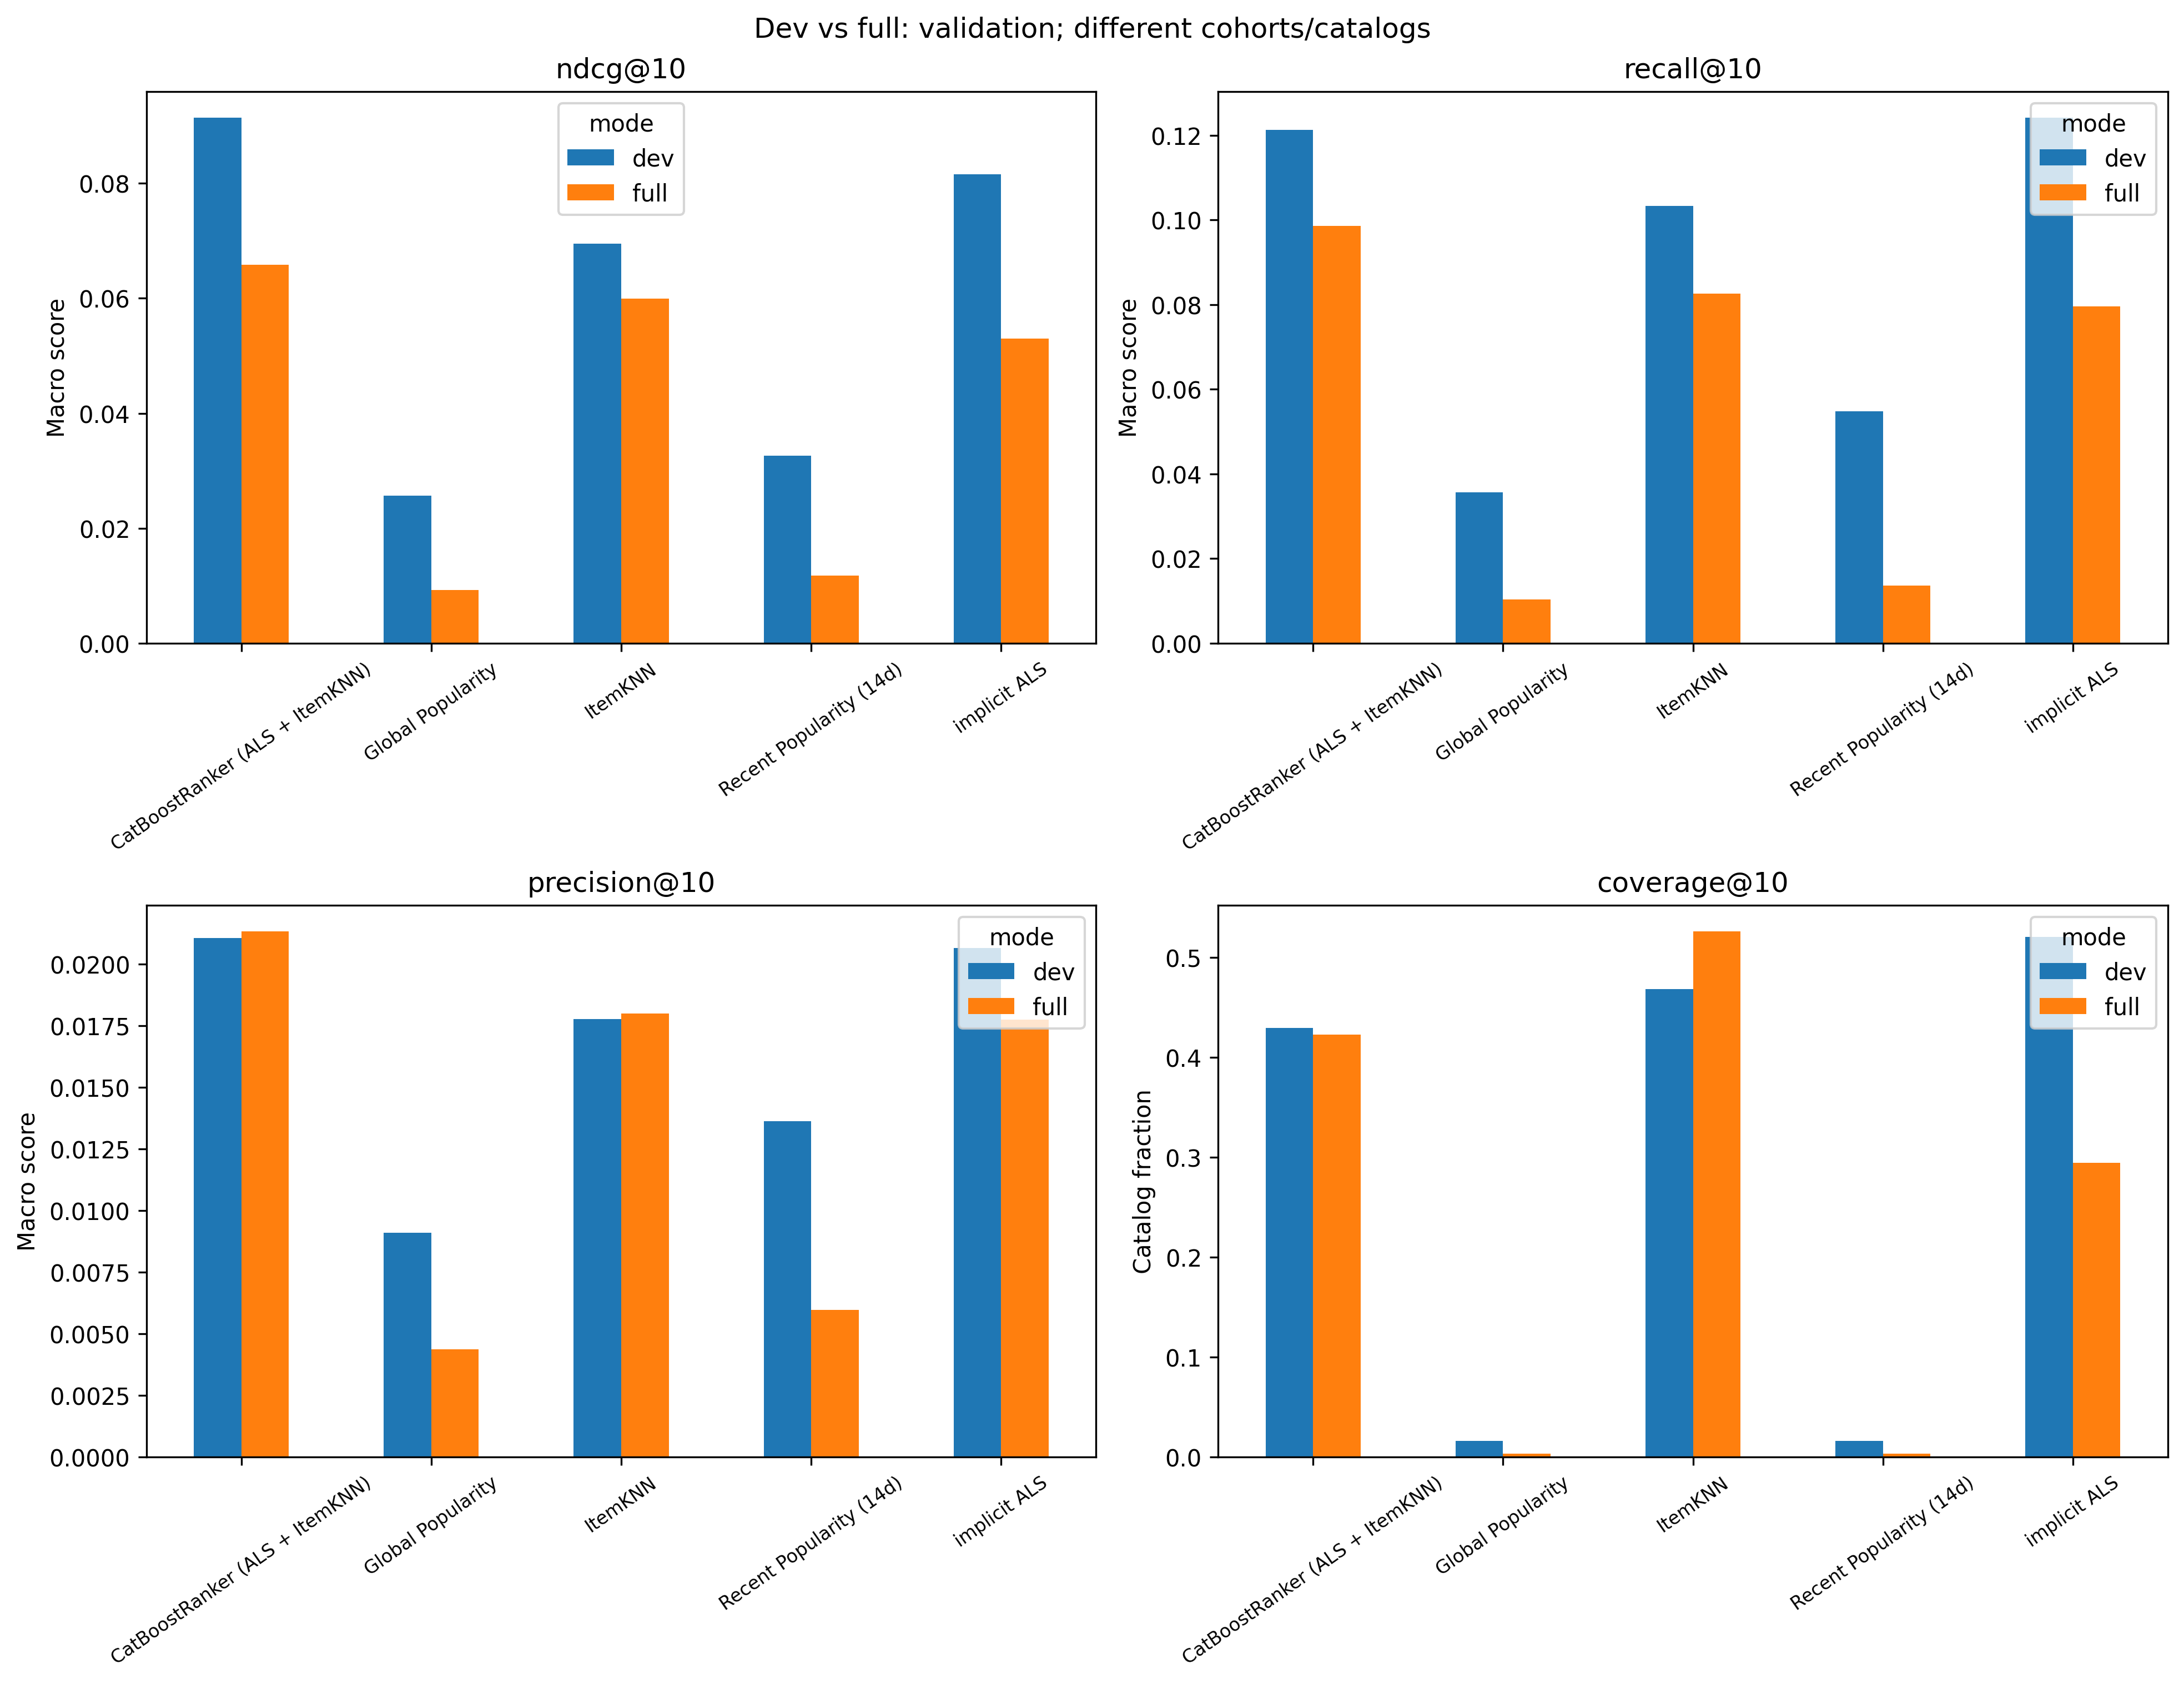 Dev vs full: validation; different cohorts/catalogs
ndcg@10
Macro score
0.08
0.06
0.04
0.02
0.00
mode
dev
full
CatBoostRanker (ALS + ItemKNN)
Global Popularity
ItemKNN
Recent Popularity (14d)
implicit ALS
recall@10
Macro score
0.12
0.10
0.08
0.06
0.04
0.02
0.00
mode
dev
full
CatBoostRanker (ALS + ItemKNN)
Global Popularity
ItemKNN
Recent Popularity (14d)
implicit ALS
precision@10
Macro score
0.0200
0.0175
0.0150
0.0125
0.0100
0.0075
0.0050
0.0025
0.0000
mode
dev
full
CatBoostRanker (ALS + ItemKNN)
Global Popularity
ItemKNN
Recent Popularity (14d)
implicit ALS
coverage@10
Catalog fraction
0.5
0.4
0.3
0.2
0.1
0.0
mode
dev
full
CatBoostRanker (ALS + ItemKNN)
Global Popularity
ItemKNN
Recent Popularity (14d)
implicit ALS